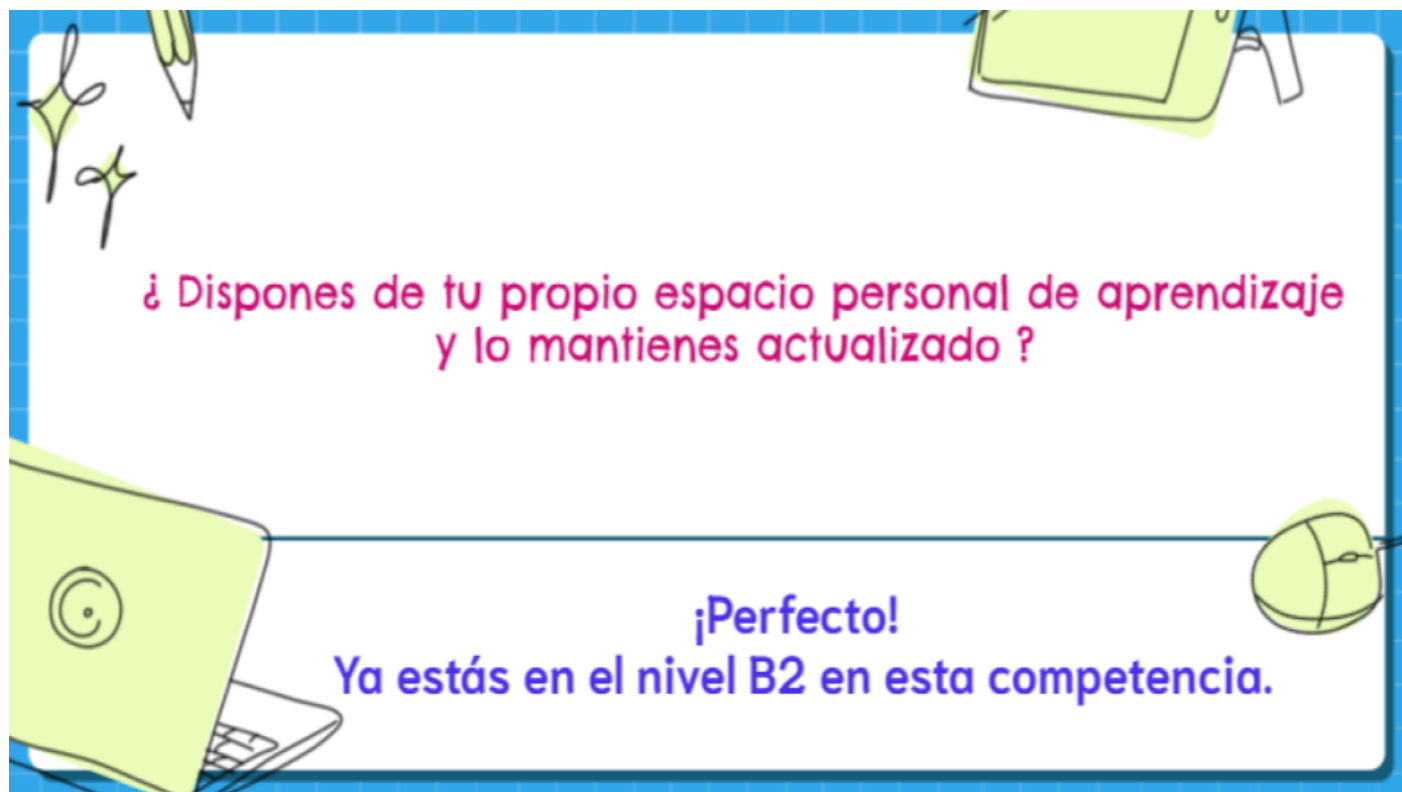 ¿ Dispones de tu propio espacio personal de aprendizaje
y lo mantienes actualizado ?
¡Perfecto!
Ya estás en el nivel B2 en esta competencia.